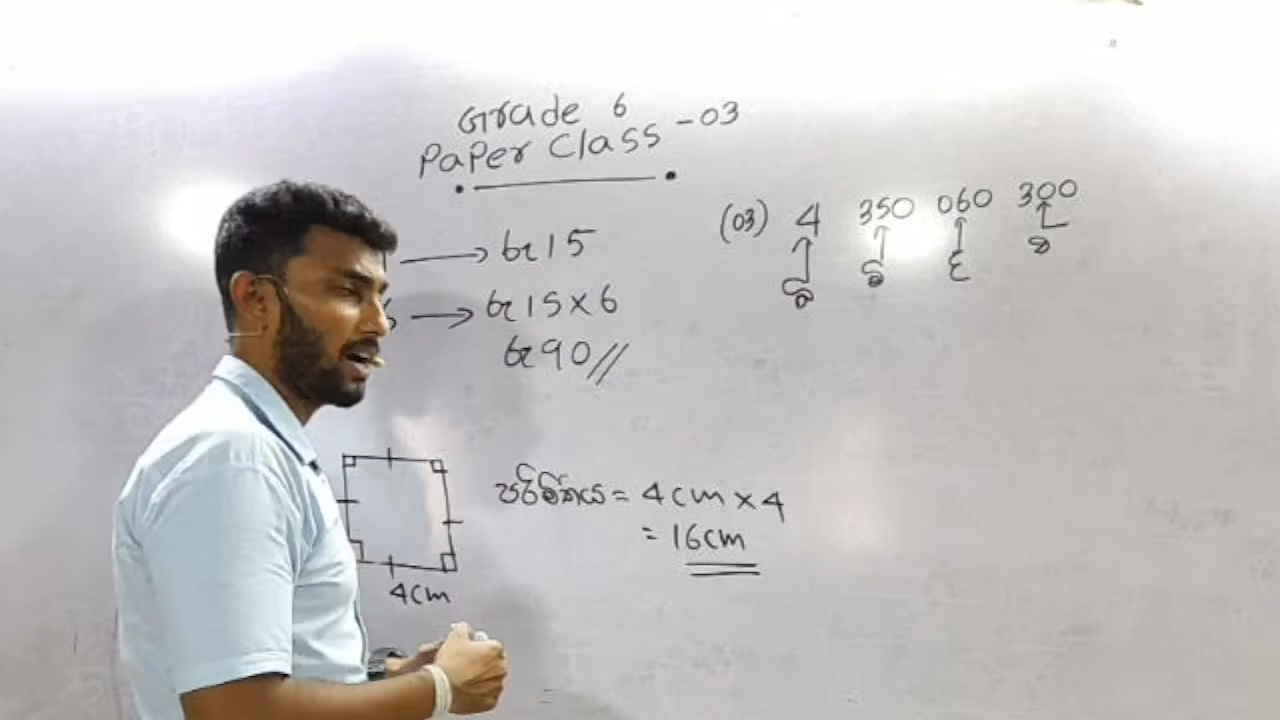 Grade 6
Paper Class - 03
→ රු 15
→ රු 15 × 6
රු 90 //
4cm
පරිමිතිය = 4cm × 4
= 16cm
(03) 4 350 060 300